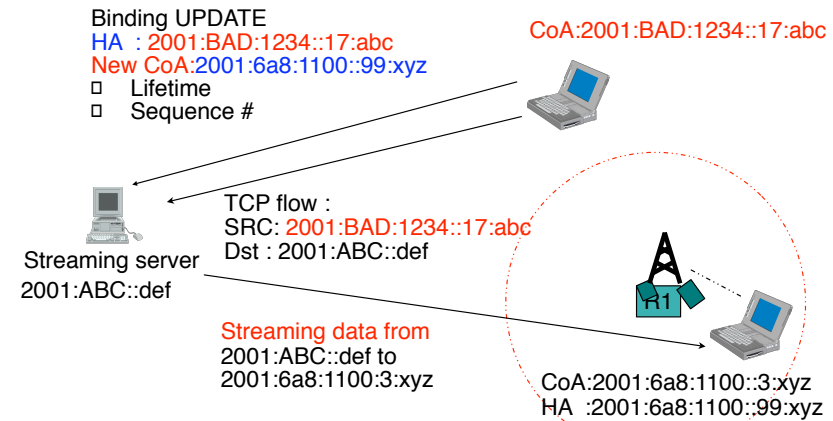 Binding UPDATE
HA : 2001:BAD:1234::17:abc
New CoA:2001:6a8:1100::99:xyz
Lifetime
Sequence #
CoA:2001:BAD:1234::17:abc
TCP flow :
SRC: 2001:BAD:1234::17:abc
Dst : 2001:ABC::def
Streaming server
2001:ABC::def
R1
Streaming data from
2001:ABC::def to
2001:6a8:1100:3:xyz
CoA:2001:6a8:1100::3:xyz
HA :2001:6a8:1100::99:xyz